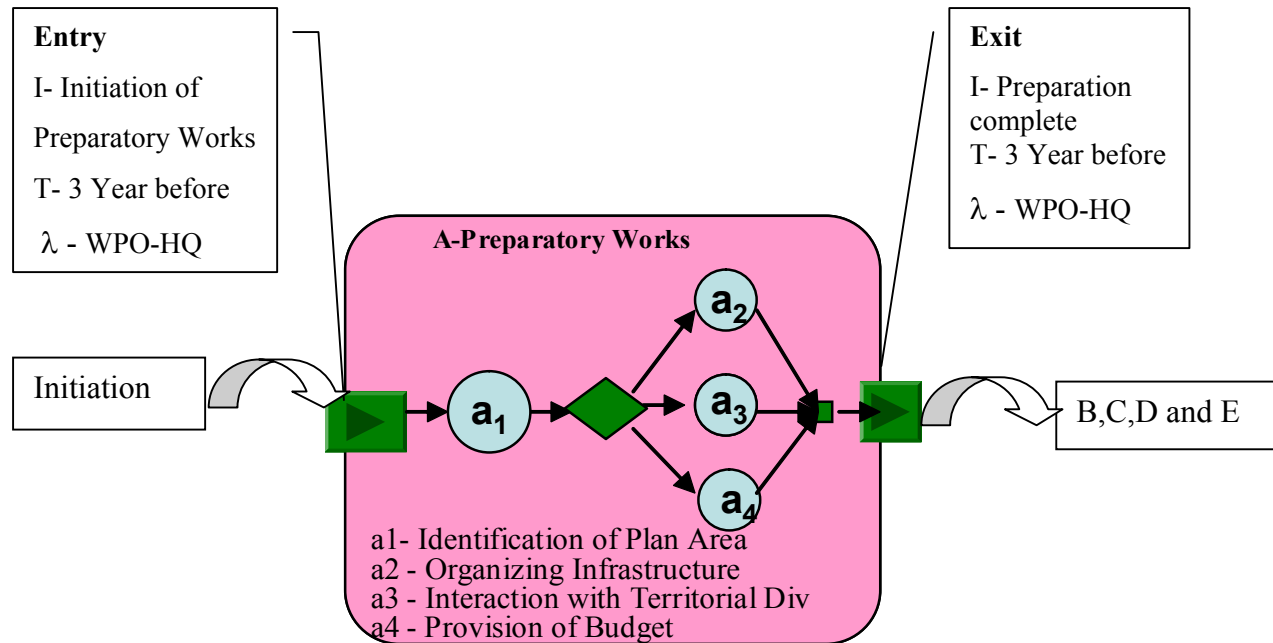 Entry
I- Initiation of
Preparatory Works
T- 3 Year before
λ - WPO-HQ
Exit
I- Preparation
complete
T- 3 Year before
λ - WPO-HQ
A-Preparatory Works
Initiation
a1
a2
a3
a4
B,C,D and E
a1- Identification of Plan Area
a2 - Organizing Infrastructure
a3 - Interaction with Territorial Div
a4 - Provision of Budget